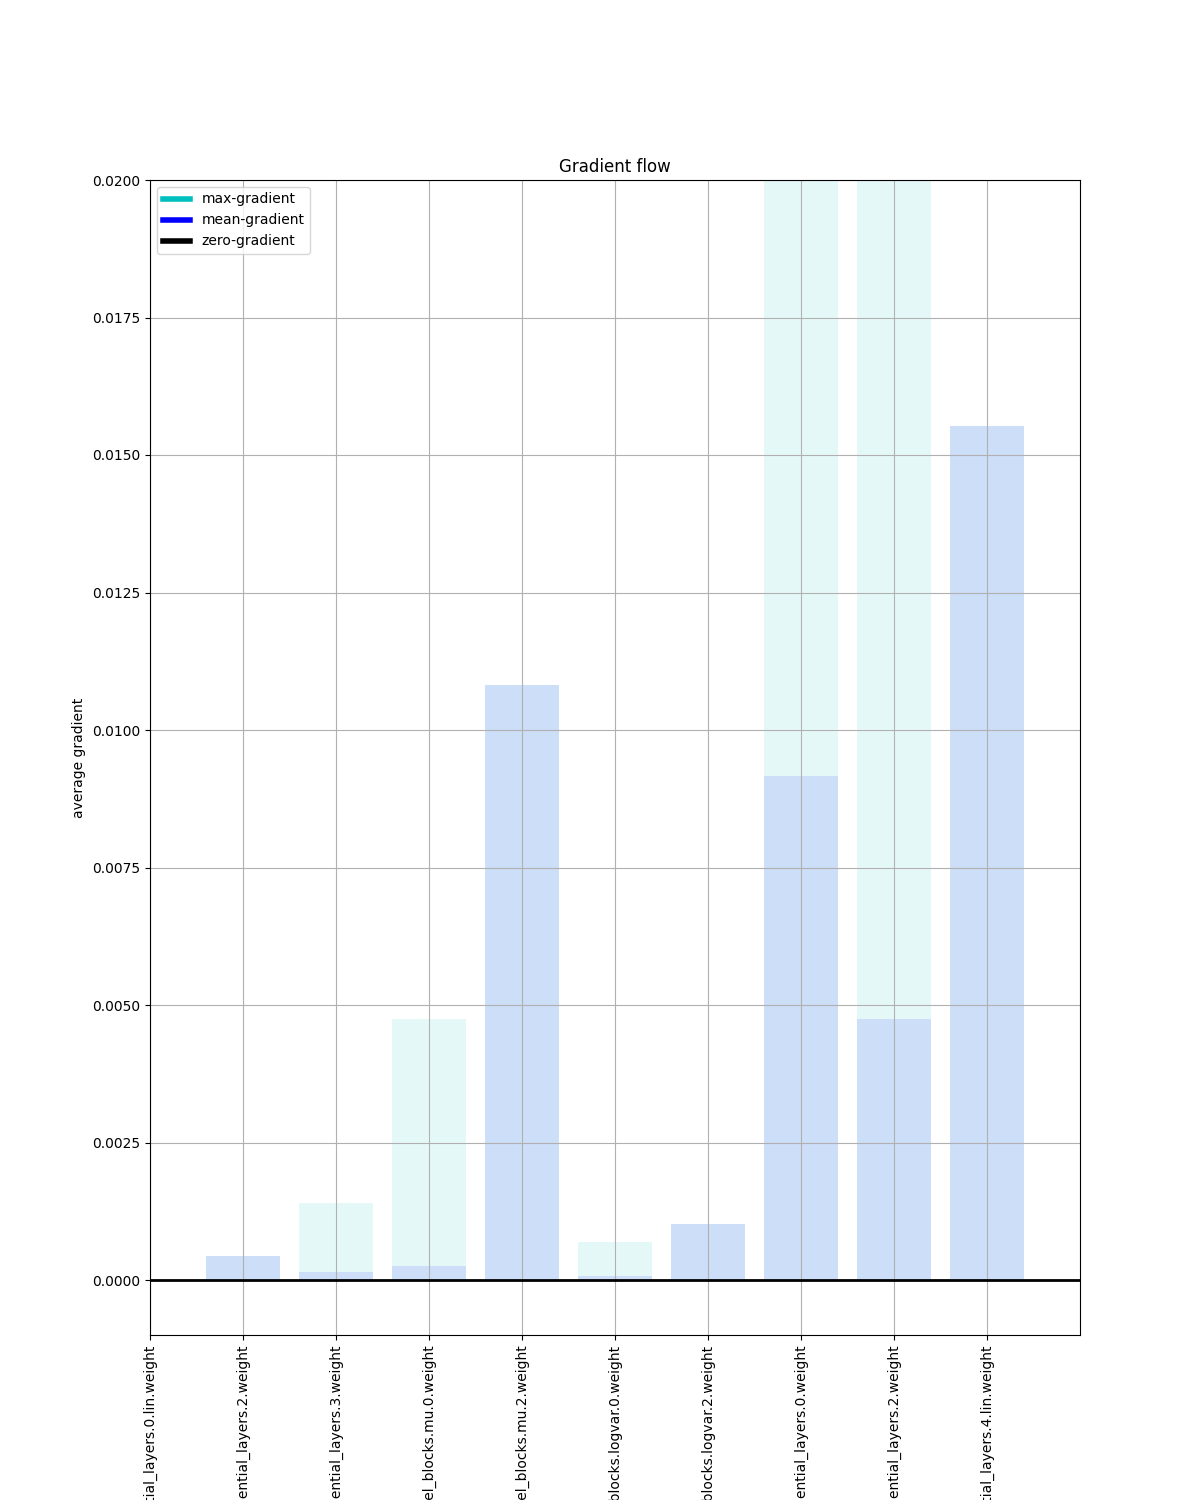 Gradient flow
max-gradient
mean-gradient
zero-gradient
0.0200
0.0175
0.0150
0.0125
0.0100
0.0075
0.0050
0.0025
0.0000
average gradient
tial_layers.0.lin.weight
ential_layers.2.weight
ential_layers.3.weight
el_blocks.mu.0.weight
el_blocks.mu.2.weight
blocks.logvar.0.weight
blocks.logvar.2.weight
ential_layers.0.weight
ential_layers.2.weight
tial_layers.4.lin.weight